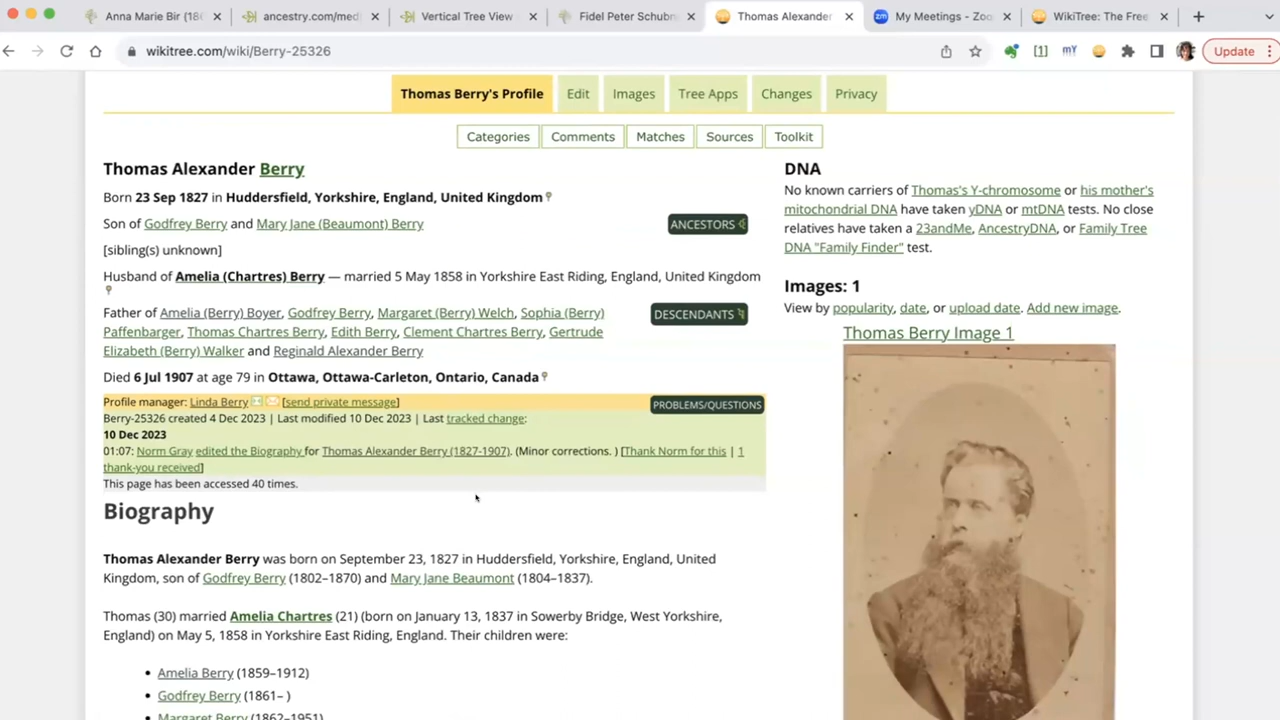 Anna Marie Bir (186
ancestry.com/medi
Vertical Tree View
Fidel Peter Schubm
Thomas Alexander
My Meetings - Zoo
WikiTree: The Free
wikitree.com/wiki/Berry-25326
Update
Thomas Berry's Profile
Edit
Images
Tree Apps
Changes
Privacy
Categories
Comments
Matches
Sources
Toolkit
Thomas Alexander Berry
Born 23 Sep 1827 in Huddersfield, Yorkshire, England, United Kingdom
Son of Godfrey Berry and Mary Jane (Beaumont) Berry
ANCESTORS
[sibling(s) unknown]
Husband of Amelia (Chartres) Berry — married 5 May 1858 in Yorkshire East Riding, England, United Kingdom
Father of Amelia (Berry) Boyer, Godfrey Berry, Margaret (Berry) Welch, Sophia (Berry)
Paffenbarger, Thomas Chartres Berry, Edith Berry, Clement Chartres Berry, Gertrude
Elizabeth (Berry) Walker and Reginald Alexander Berry
DESCENDANTS
Died 6 Jul 1907 at age 79 in Ottawa, Ottawa-Carleton, Ontario, Canada
Profile manager: Linda Berry [send private message]
PROBLEMS/QUESTIONS
Berry-25326 created 4 Dec 2023 | Last modified 10 Dec 2023 | Last tracked change:
10 Dec 2023
01:07: Norm Gray edited the Biography for Thomas Alexander Berry (1827-1907). (Minor corrections. ) [Thank Norm for this | 1
thank-you received]
This page has been accessed 40 times.
Biography
Thomas Alexander Berry was born on September 23, 1827 in Huddersfield, Yorkshire, England, United
Kingdom, son of Godfrey Berry (1802–1870) and Mary Jane Beaumont (1804–1837).
Thomas (30) married Amelia Chartres (21) (born on January 13, 1837 in Sowerby Bridge, West Yorkshire,
England) on May 5, 1858 in Yorkshire East Riding, England. Their children were:
• Amelia Berry (1859–1912)
• Godfrey Berry (1861– )
• Margaret Berry (1862–1951)
DNA
No known carriers of Thomas's Y-chromosome or his mother's
mitochondrial DNA have taken yDNA or mtDNA tests. No close
relatives have taken a 23andMe, AncestryDNA, or Family Tree
DNA "Family Finder" test.
Images: 1
View by popularity, date, or upload date. Add new image.
Thomas Berry Image 1